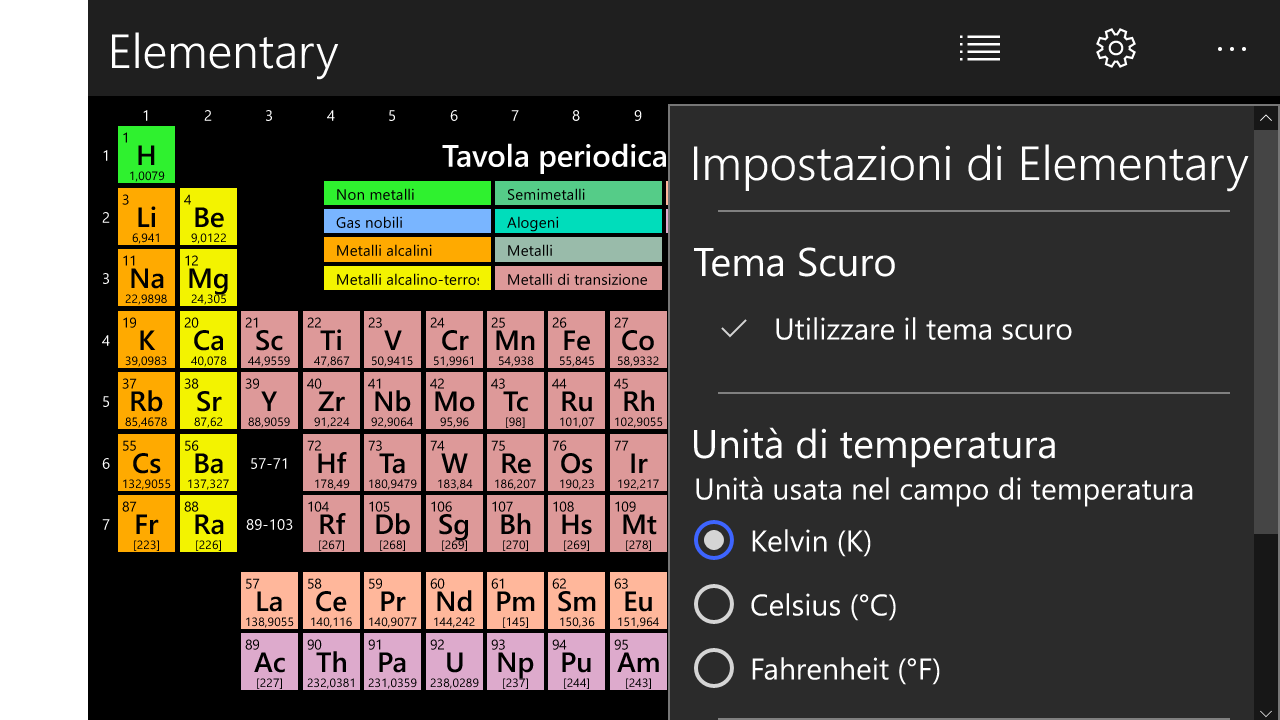 Elementary
1 2 3 4 5 6 7 8 9
Tavola periodica
Non metalli Semimetalli
Gas nobili Alogeni
Metalli alcalini Metalli
Metalli alcalino-terro Metalli di transizione
1
1
H
1,0079
2
3 4
Li Be
6,941 9,0122
3
11 12
Na Mg
22,9898 24,305
4
19 20 21 22 23 24 25 26 27
K Ca Sc Ti V Cr Mn Fe Co
39,0983 40,078 44,9559 47,867 50,9415 51,9961 54,938 55,845 58,9332
5
37 38 39 40 41 42 43 44 45
Rb Sr Y Zr Nb Mo Tc Ru Rh
85,4678 87,62 88,9059 91,224 92,9064 95,96 [98] 101,07 102,9055
6
55 56 72 73 74 75 76 77
Cs Ba 57-71 Hf Ta W Re Os Ir
132,9055 137,327 178,49 180,9479 183,84 186,207 190,23 192,217
7
87 88 104 105 106 107 108 109
Fr Ra 89-103 Rf Db Sg Bh Hs Mt
[223] [226] [267] [268] [269] [270] [269] [278]
57 58 59 60 61 62 63
La Ce Pr Nd Pm Sm Eu
138,9055 140,116 140,9077 144,242 [145] 150,36 151,964
89 90 91 92 93 94 95
Ac Th Pa U Np Pu Am
[227] 232,0381 231,0359 238,0289 [237] [244] [243]
Impostazioni di Elementary
Tema Scuro
Utilizzare il tema scuro
Unità di temperatura
Unità usata nel campo di temperatura
Kelvin (K)
Celsius (°C)
Fahrenheit (°F)